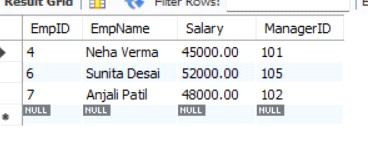 Result Grid Filter Rows:
EmpID EmpName Salary ManagerID
4 Neha Verma 45000.00 101
6 Sunita Desai 52000.00 105
7 Anjali Patil 48000.00 102
NULL NULL NULL NULL